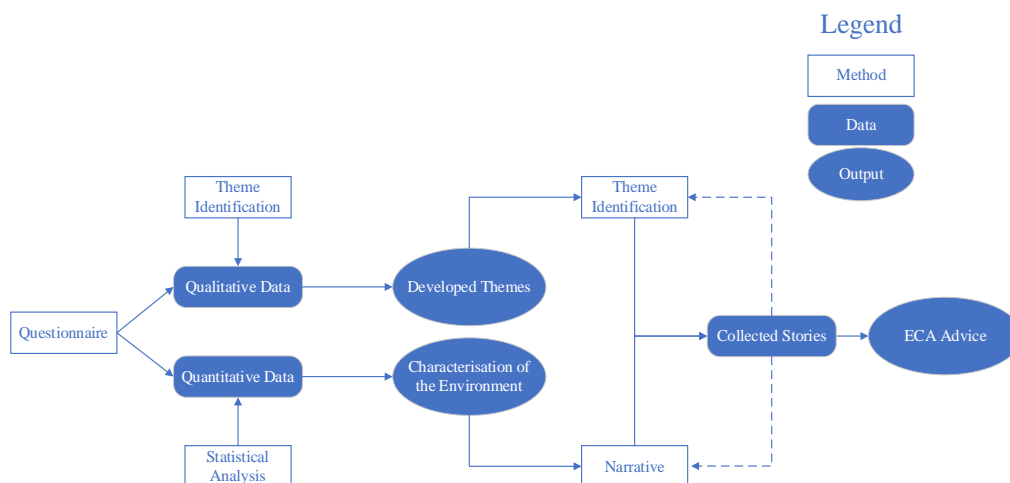 Legend
Method
Data
Output
Theme
Identification
Theme
Identification
Qualitative Data
Developed Themes
Questionnaire
Collected Stories
ECA Advice
Quantitative Data
Characterisation of
the Environment
Statistical
Analysis
Narrative